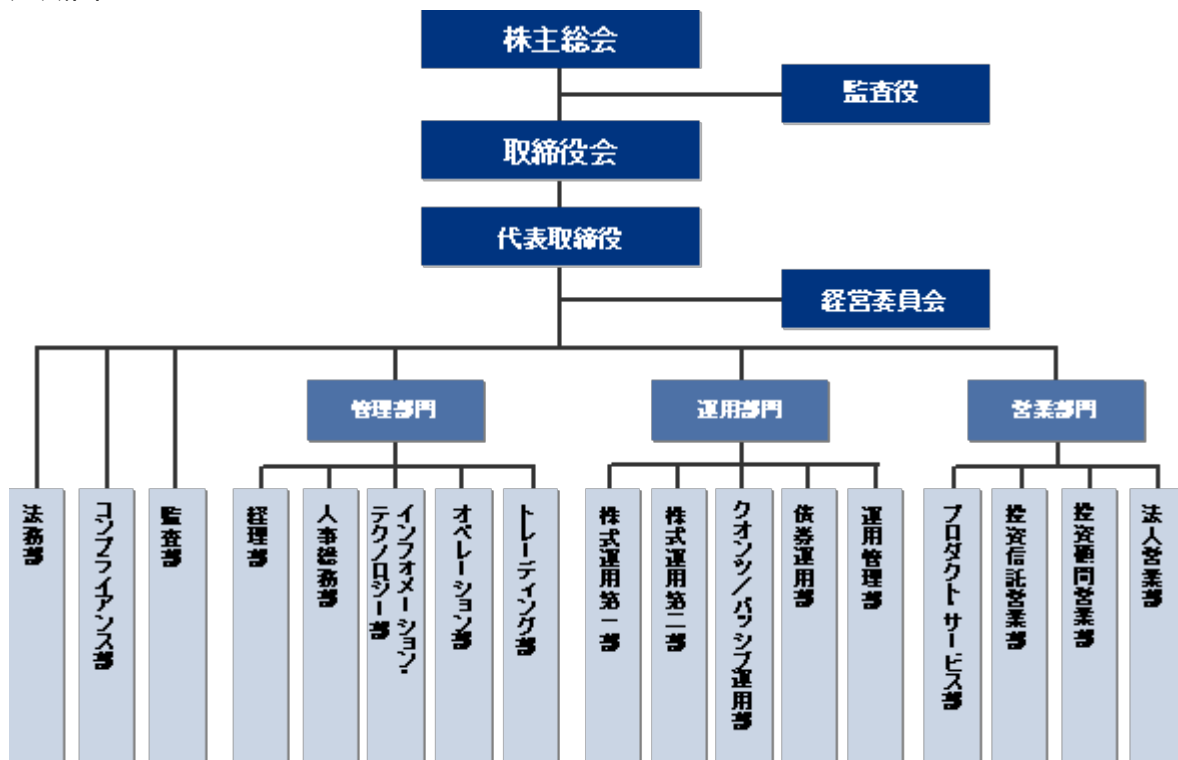 株主総会
監査役
取締役会
代表取締役
経営委員会
管理部門
運用部門
営業部門
法務部
コンプライアンス部
監査部
経理部
人事総務部
インフォメーション・
テクノロジー部
オペレーション部
トレーディング部
株式運用第一部
株式運用第二部
クオンツ／パッシブ運用部
債券運用部
運用管理部
プロダクトサービス部
投資信託営業部
投資顧問営業部
法人営業部